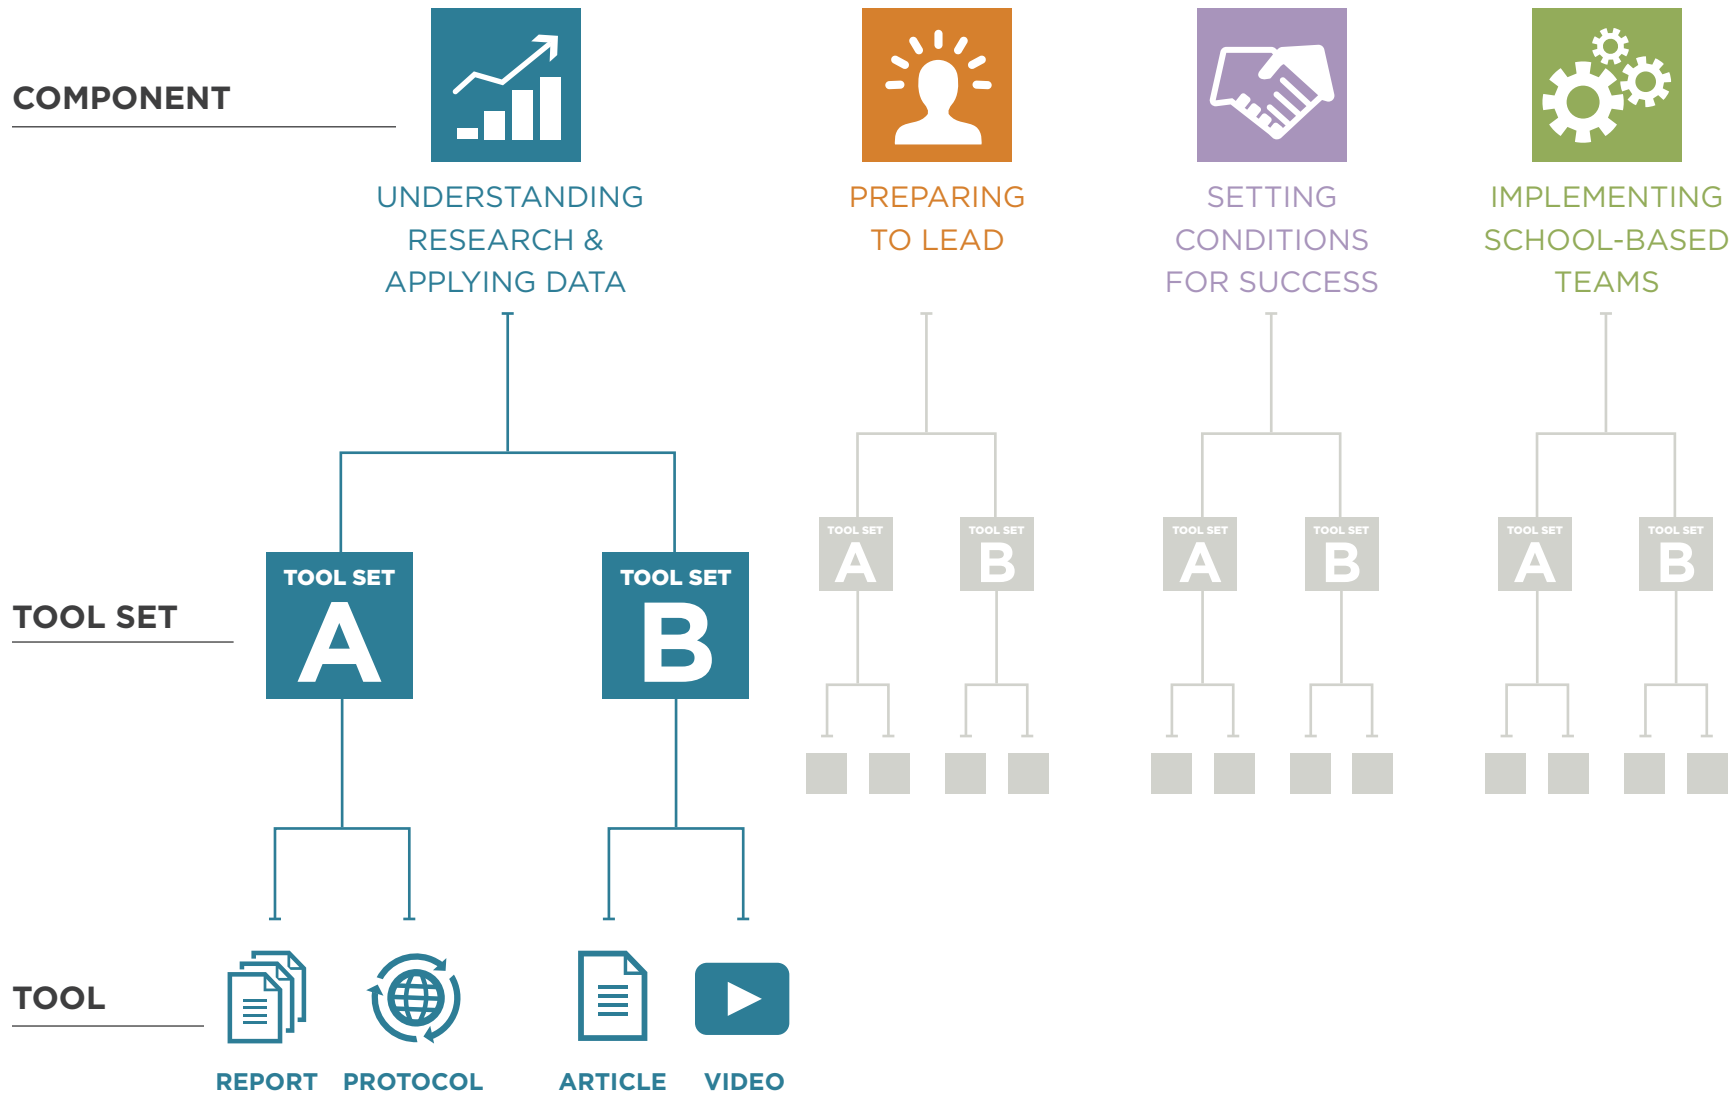 COMPONENT
UNDERSTANDING
RESEARCH &
APPLYING DATA
PREPARING
TO LEAD
SETTING
CONDITIONS
FOR SUCCESS
IMPLEMENTING
SCHOOL-BASED
TEAMS
TOOL SET
TOOL SET
A
TOOL SET
B
TOOL SET
A
TOOL SET
B
TOOL SET
A
TOOL SET
B
TOOL SET
A
TOOL SET
B
TOOL
REPORT
PROTOCOL
ARTICLE
VIDEO